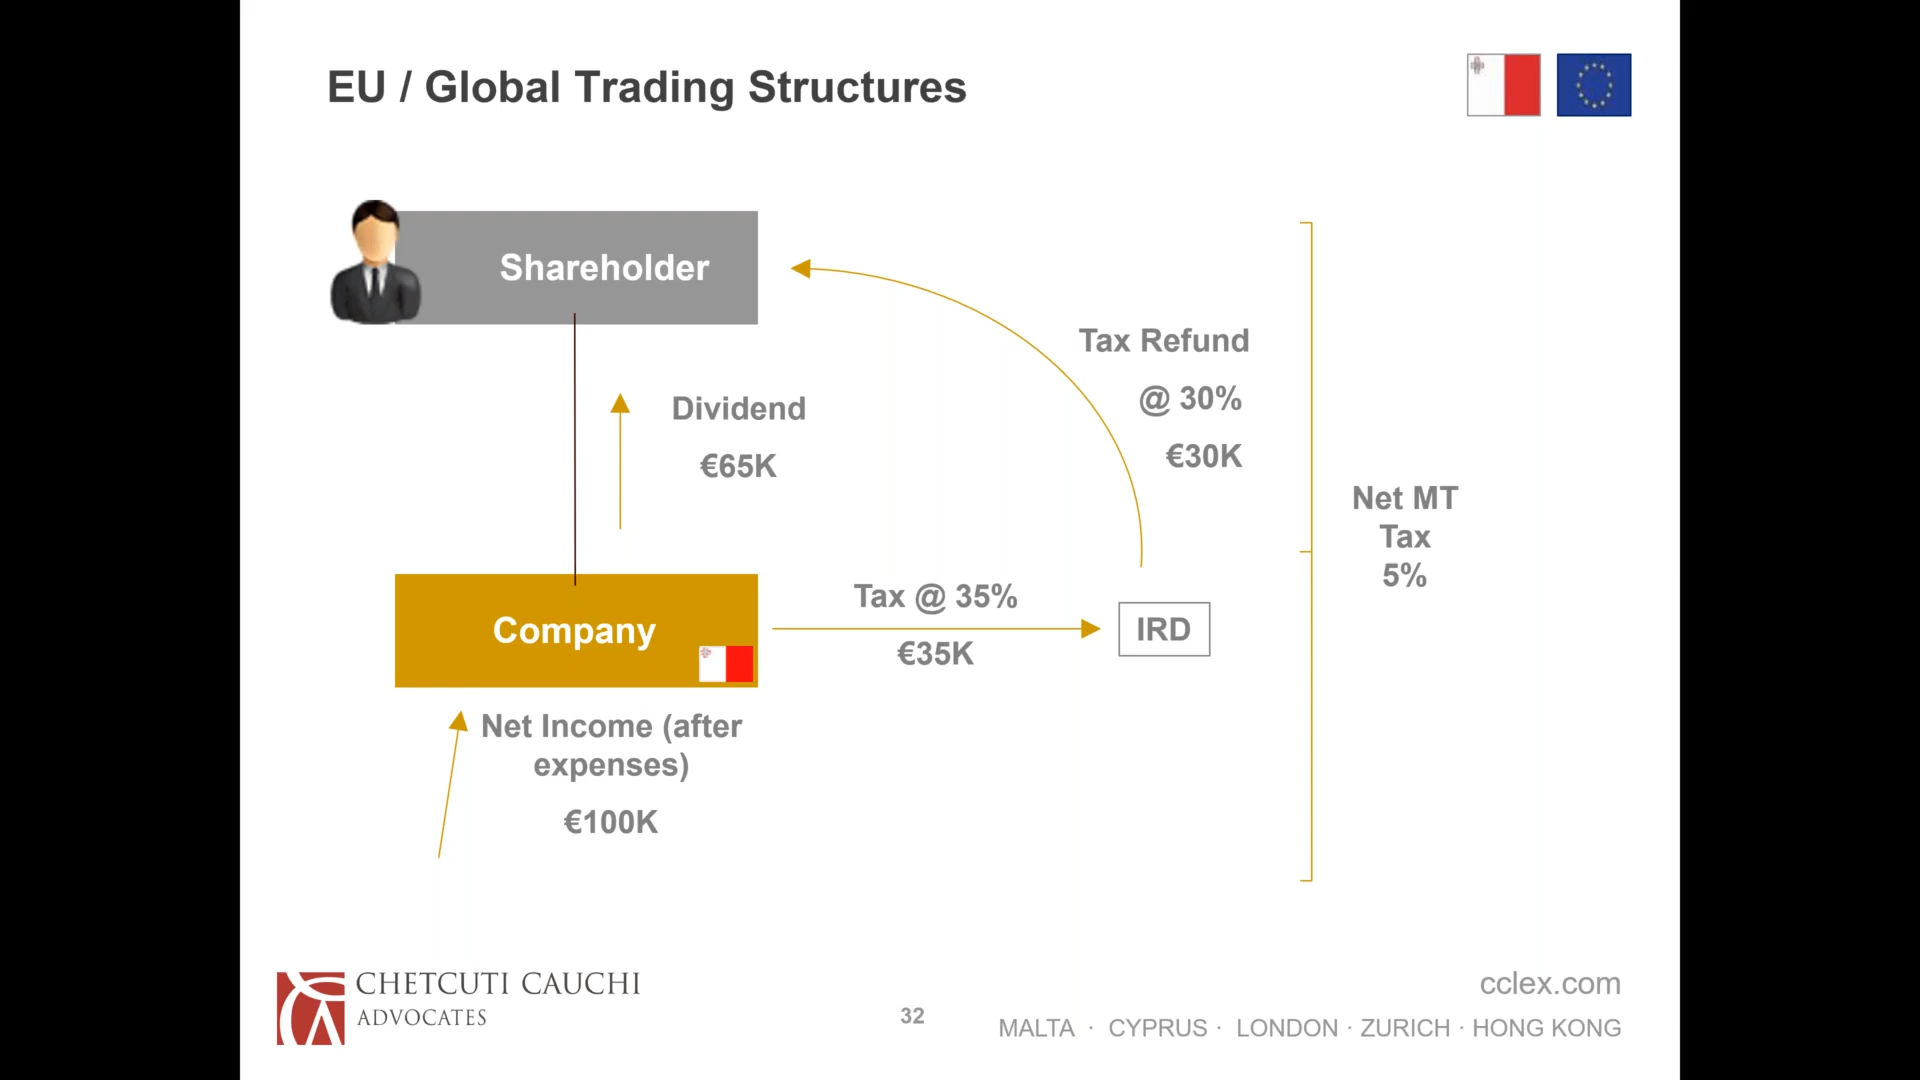 EU / Global Trading Structures
Shareholder
Tax Refund
@ 30%
€30K
Dividend
€65K
Net MT
Tax
5%
Company
Tax @ 35%
€35K
IRD
Net Income (after
expenses)
€100K
CHETCUTI CAUCHI
ADVOCATES
32
cclex.com
MALTA · CYPRUS · LONDON · ZURICH · HONG KONG